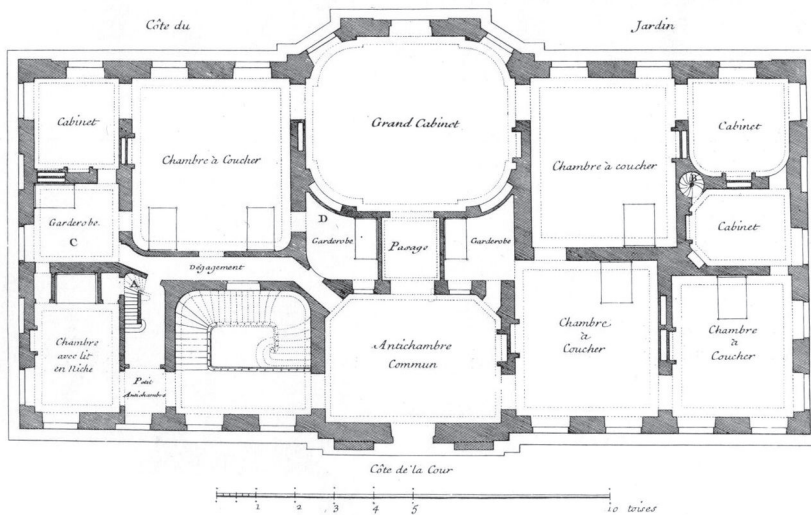 Côte du
Jardin
Cabinet
Chambre à Coucher
Grand Cabinet
Chambre à coucher
Cabinet
B
Garderobe
C
D
Garderobe
Pasage
Garderobe
Cabinet
Dégagement
A
Chambre
avec lit
en Niche
Petit
Antichambre
Antichambre
Commun
Chambre
à
Coucher
Chambre
à
Coucher
Côte de la Cour
1 2 3 4 5 10 toises